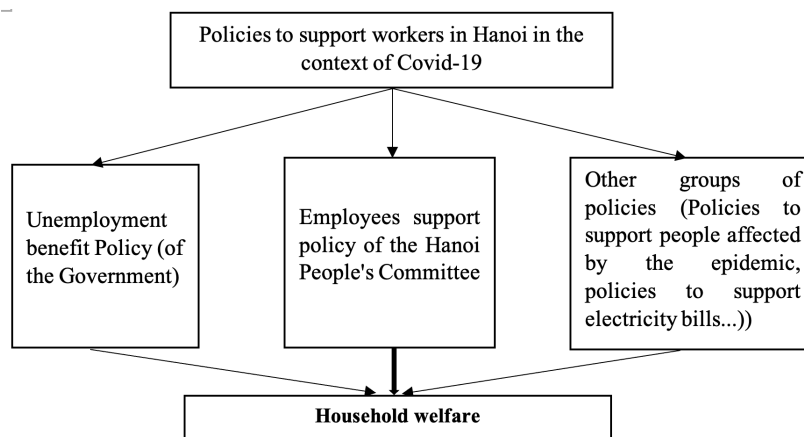 Policies to support workers in Hanoi in the
context of Covid-19
Unemployment
benefit Policy (of
the Government)
Employees support
policy of the Hanoi
People's Committee
Other groups of
policies (Policies to
support people affected
by the epidemic,
policies to support
electricity bills...))
Household welfare